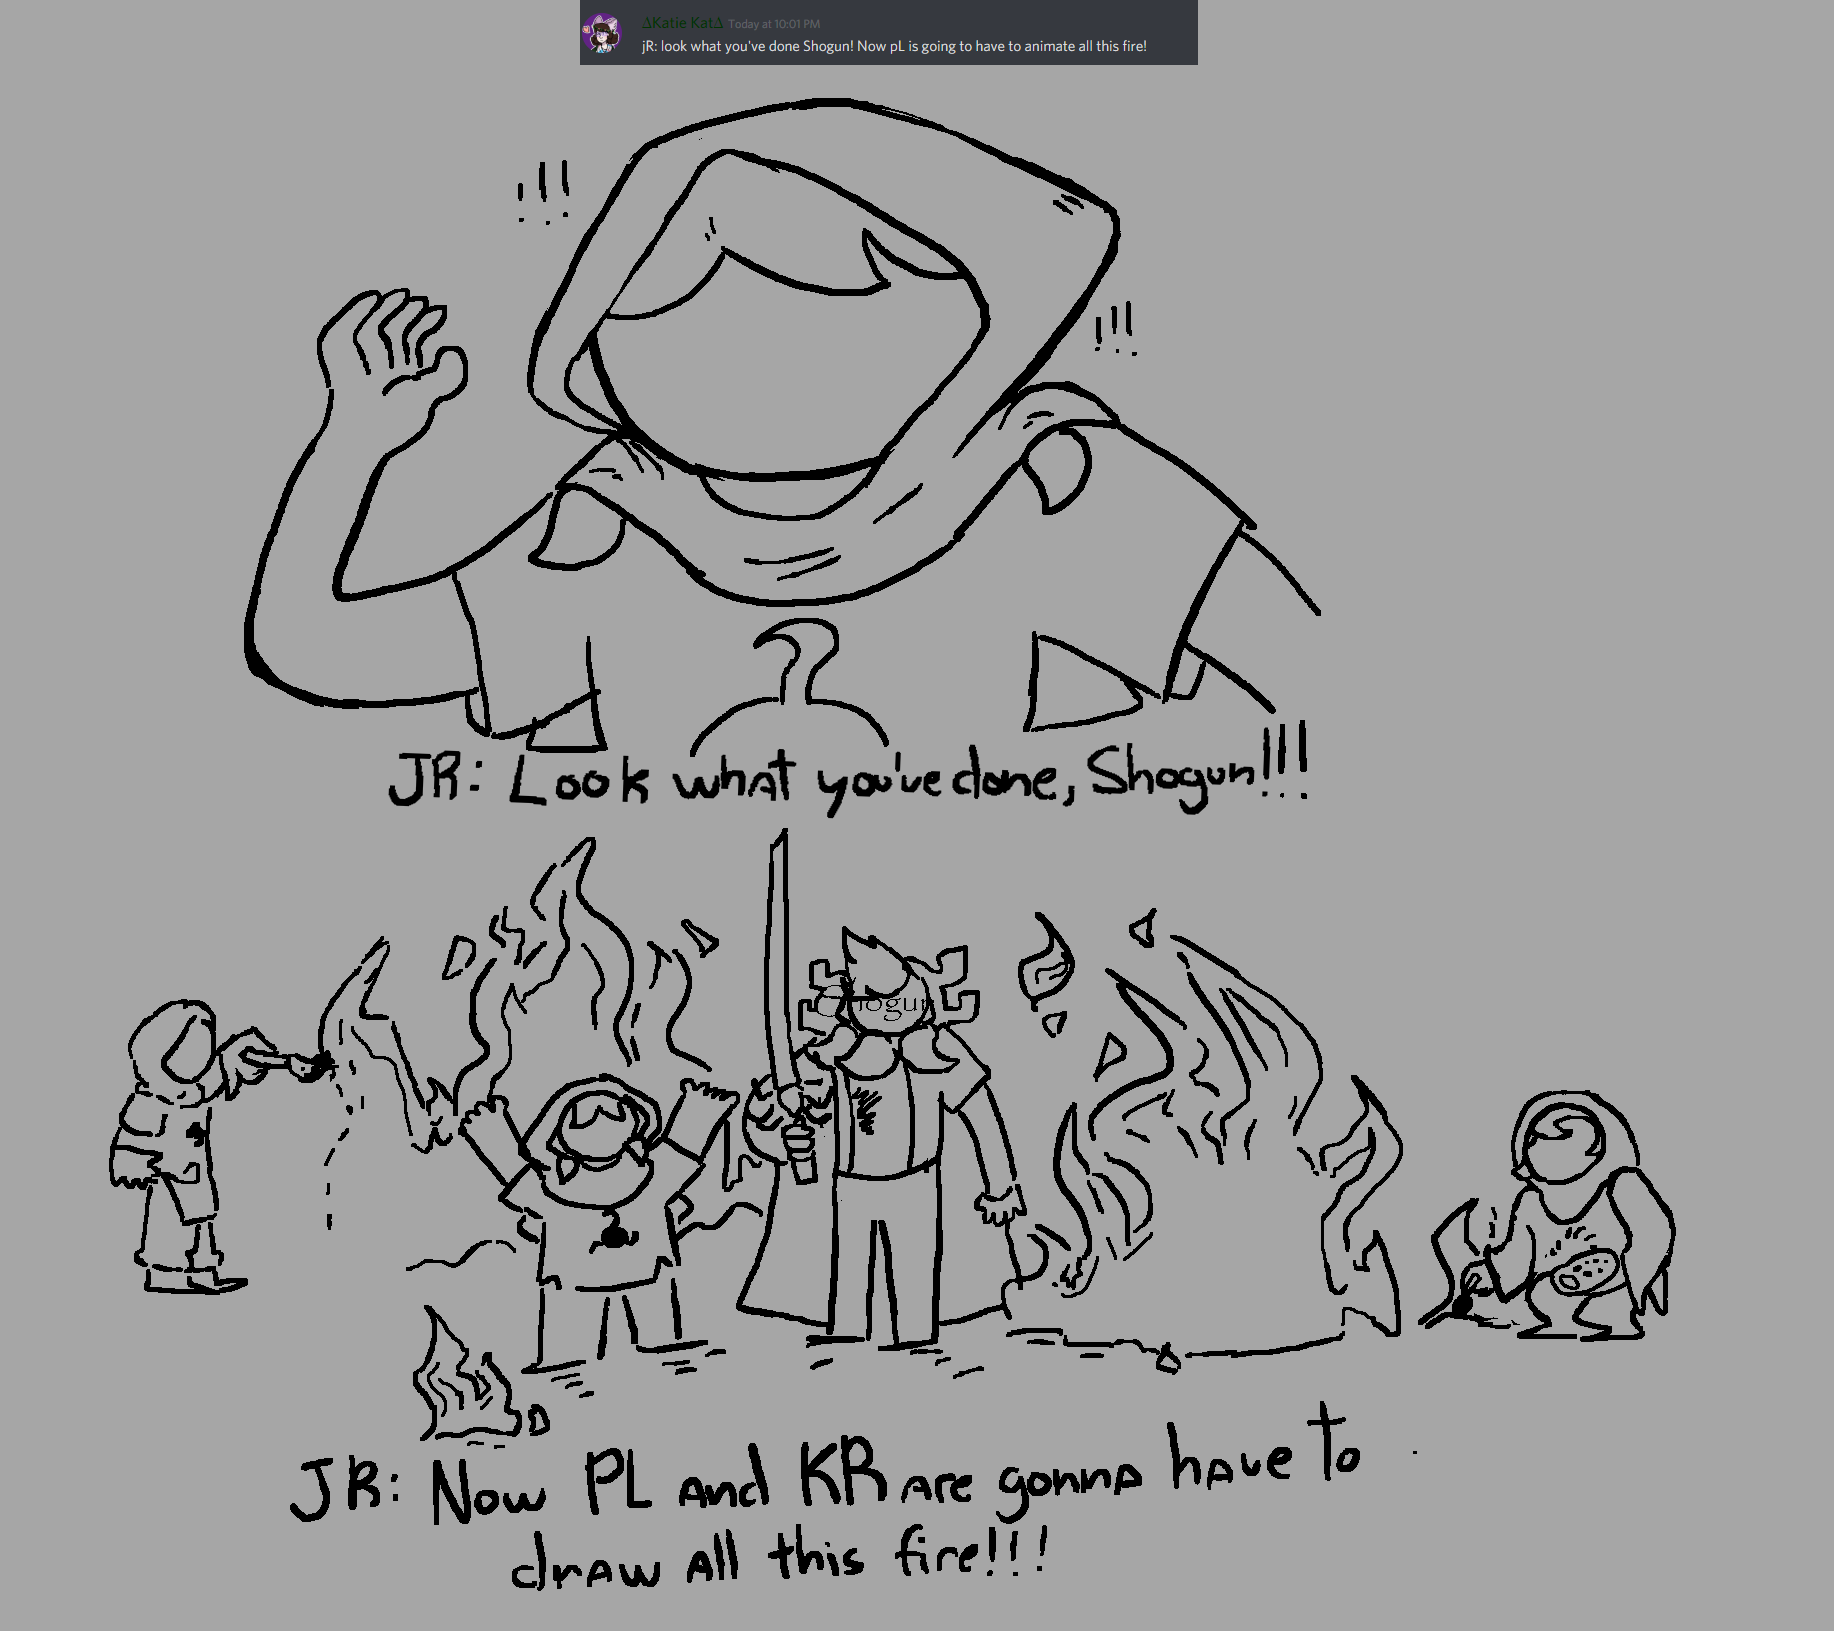 ΔKatie KatΔ Today at 10:01 PM
jR: look what you've done Shogun! Now pL is going to have to animate all this fire!
!!!
!!!
JR: Look what you've done, Shogun!!!
Shogun
JR: Now PL and KR are gonna have to
draw all this fire!!!